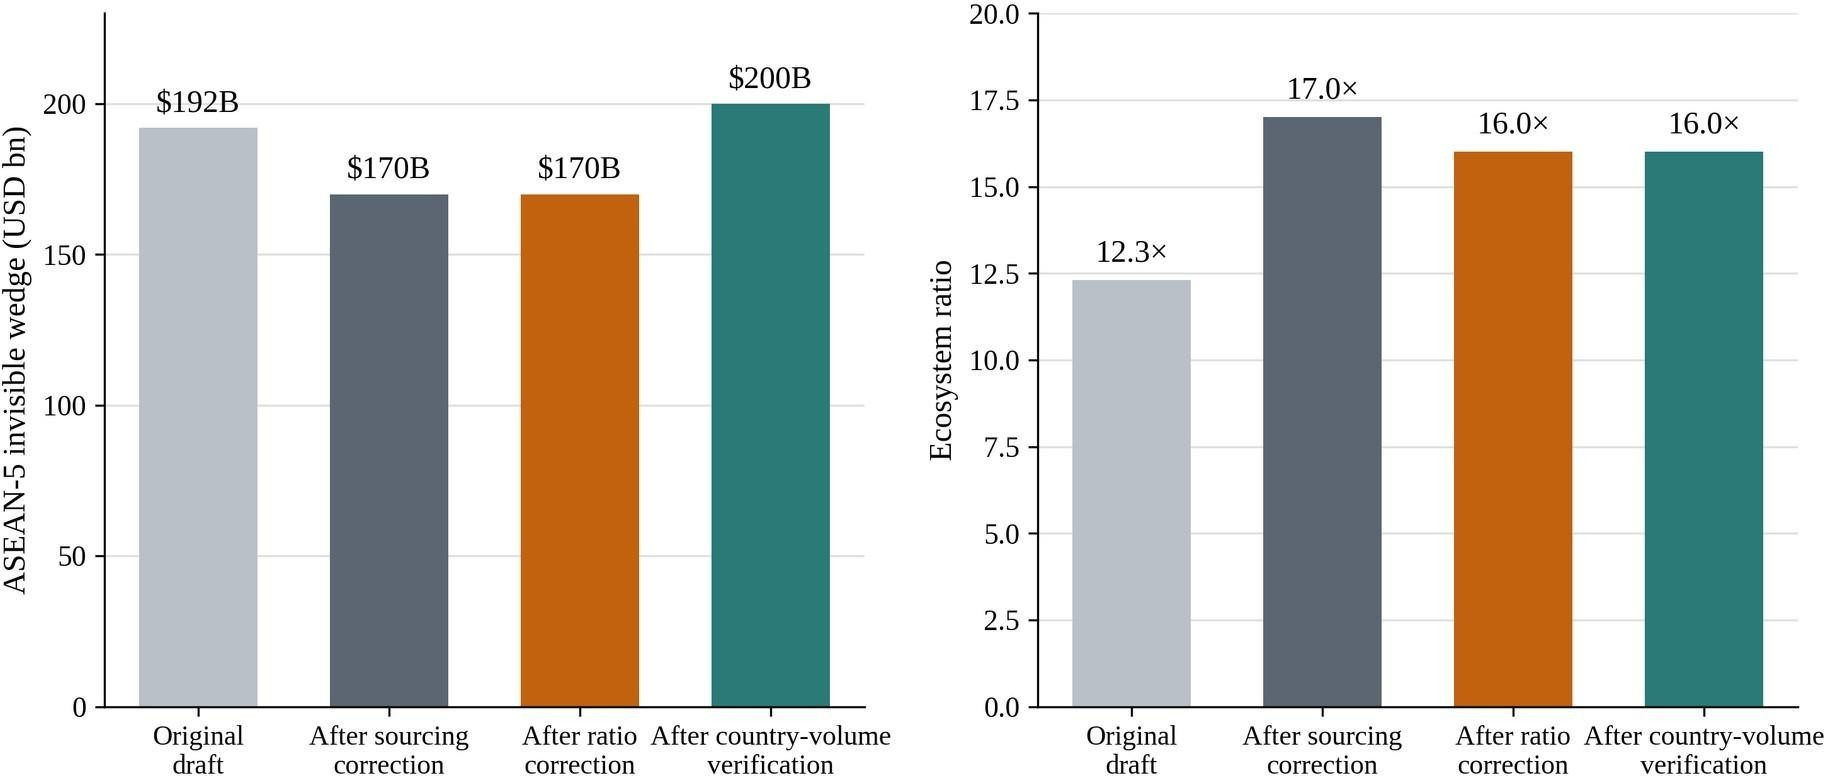 ASEAN-5 invisible wedge (USD bn)
200
150
100
50
0
$192B
$170B
$170B
$200B
Original
draft
After sourcing
correction
After ratio
correction
After country-volume
verification
Ecosystem ratio
20.0
17.5
15.0
12.5
10.0
7.5
5.0
2.5
0.0
12.3×
17.0×
16.0×
16.0×
Original
draft
After sourcing
correction
After ratio
correction
After country-volume
verification